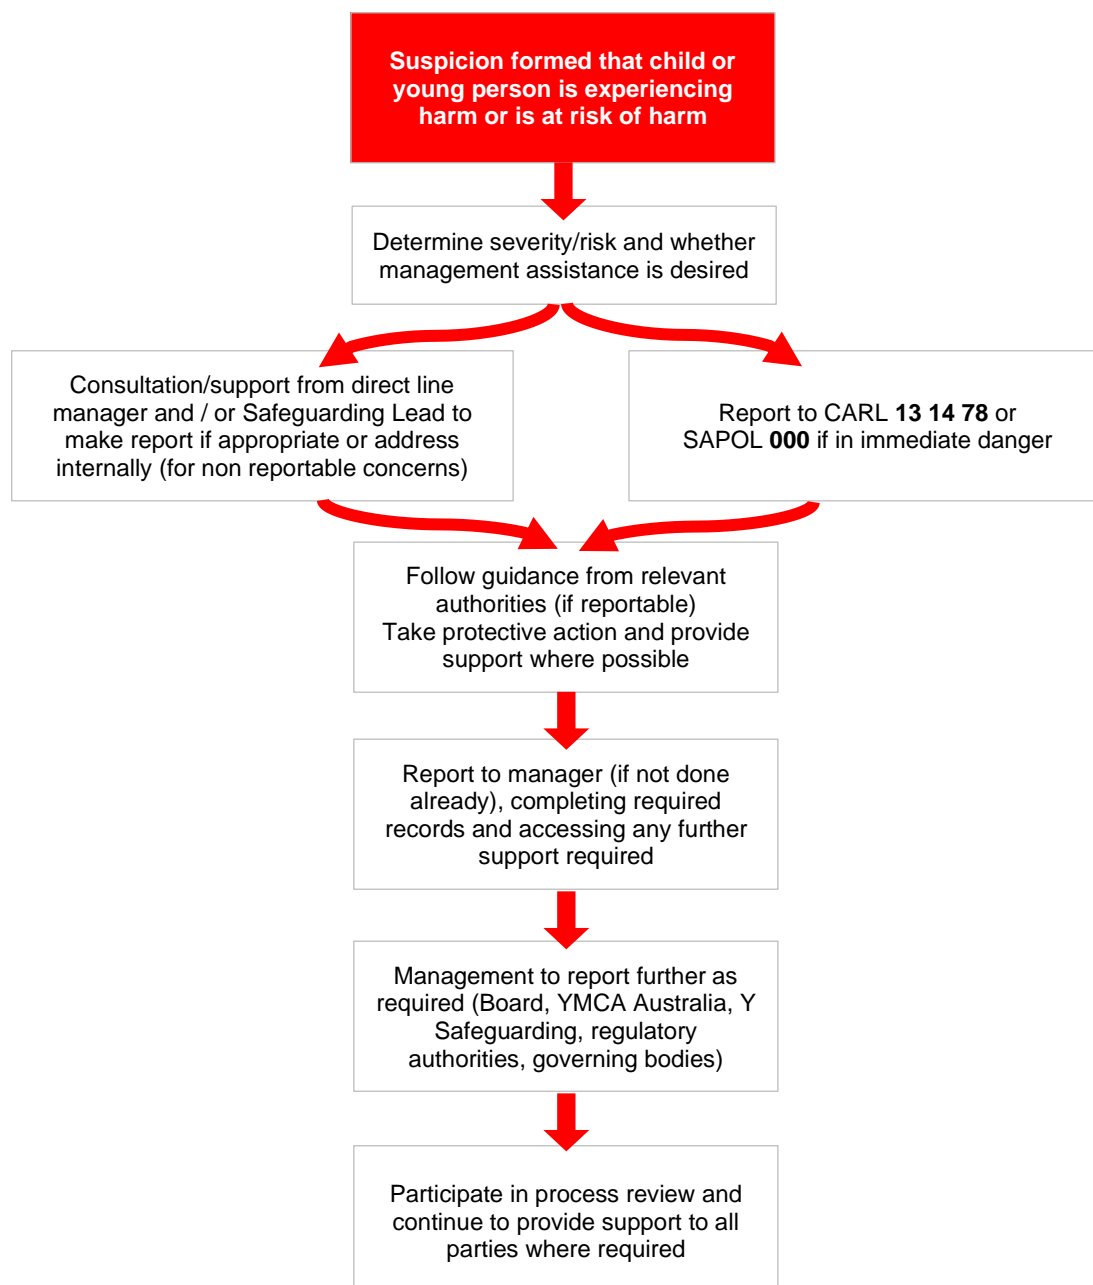 Suspicion formed that child or
young person is experiencing
harm or is at risk of harm
Determine severity/risk and whether
management assistance is desired
Consultation/support from direct line
manager and / or Safeguarding Lead to
make report if appropriate or address
internally (for non reportable concerns)
Report to CARL 13 14 78 or
SAPOL 000 if in immediate danger
Follow guidance from relevant
authorities (if reportable)
Take protective action and provide
support where possible
Report to manager (if not done
already), completing required
records and accessing any further
support required
Management to report further as
required (Board, YMCA Australia, Y
Safeguarding, regulatory
authorities, governing bodies)
Participate in process review and
continue to provide support to all
parties where required